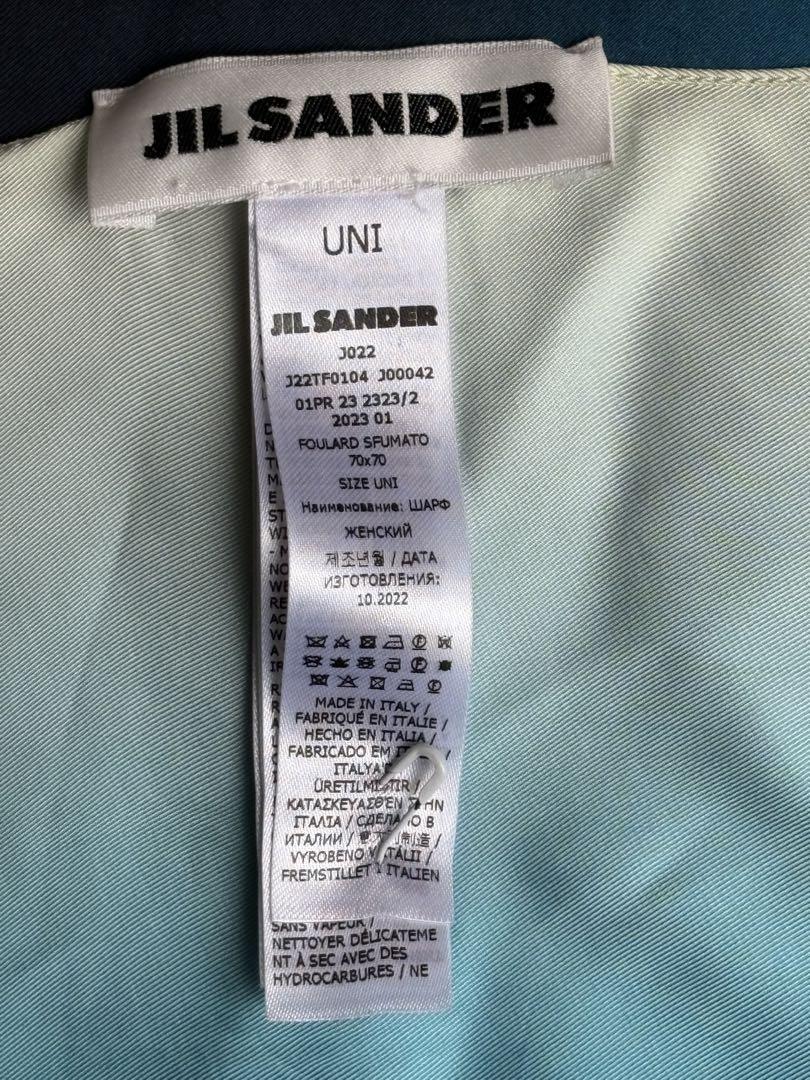 JIL SANDER
UNI
JIL SANDER
J022
J22TF0104 J00042
01PR 23 2323/2
2023 01
FOULARD SFUMATO
70x70
SIZE UNI
Наименование: ШАРФ
ЖЕНСКИЙ
제조년월 / ДАТА
ИЗГОТОВЛЕНИЯ:
10.2022
MADE IN ITALY /
FABRIQUÉ EN ITALIE /
HECHO EN ITALIA /
FABRICADO EM /
ÜRETILMIŞTIR /
ΚΑΤΑΣΚΕΥΑΣΘΕΝ
ΙΤΑΛΙΑ / В
ИТАЛИИ / 制造 /
VYROBENO
FREMSTILLET I ITALIEN
SANS VAPEUR /
NETTOYER DÉLICATEME
NT À SEC AVEC DES
HYDROCARBURES / NE